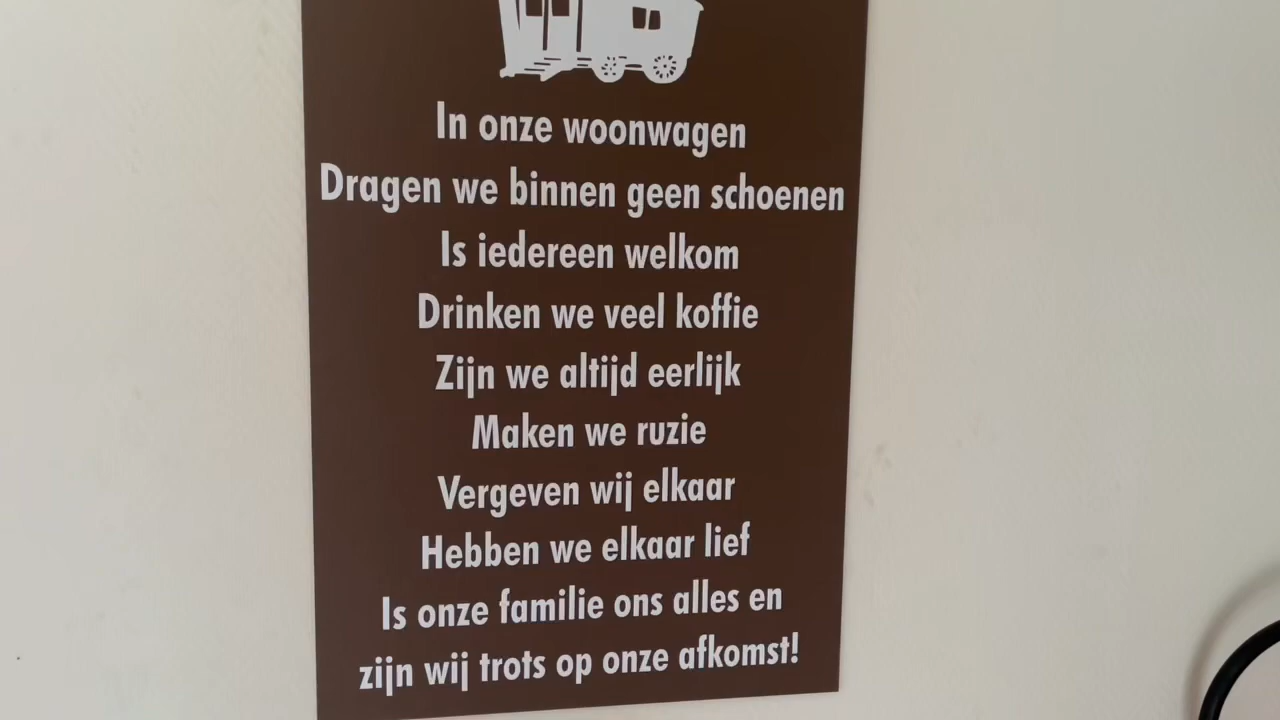 In onze woonwagen
Dragen we binnen geen schoenen
Is iedereen welkom
Drinken we veel koffie
Zijn we altijd eerlijk
Maken we ruzie
Vergeven wij elkaar
Hebben we elkaar lief
Is onze familie ons alles en
zijn wij trots op onze afkomst!